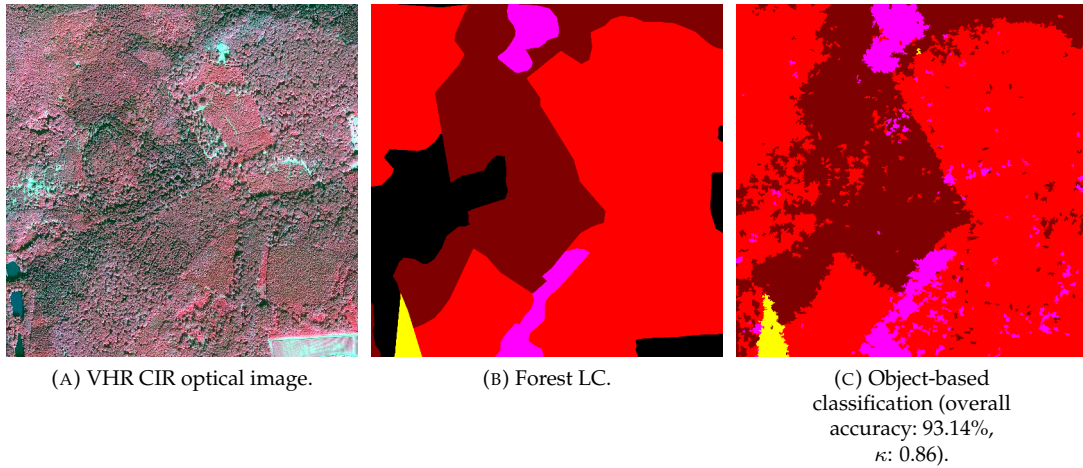 (A) VHR CIR optical image.
(B) Forest LC.
(C) Object-based
classification (overall
accuracy: 93.14%,
κ: 0.86).